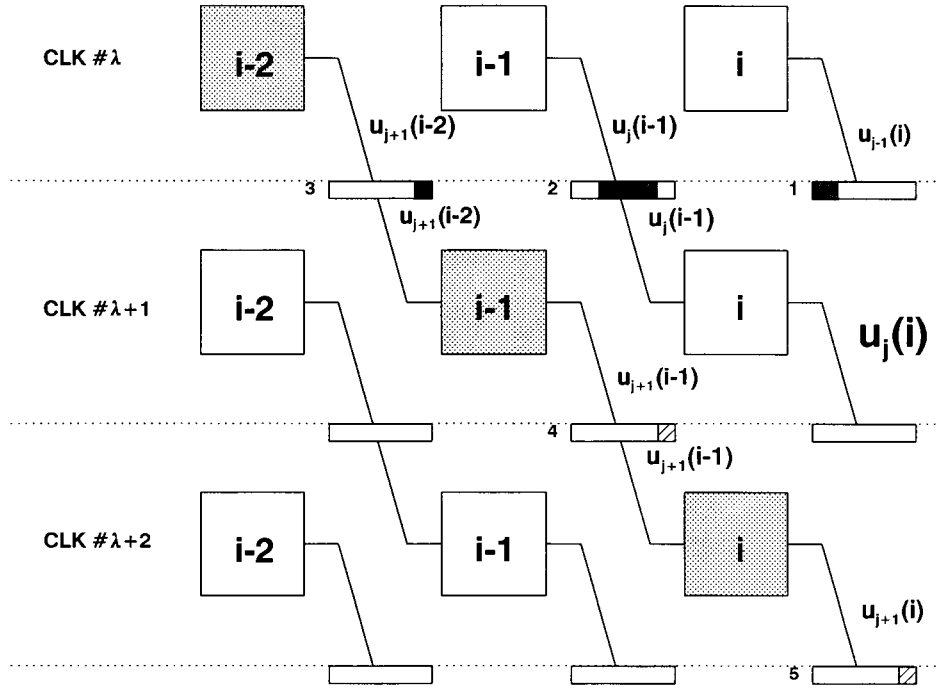 CLK #λ
i-2
i-1
i
u_{j+1}(i-2)
u_j(i-1)
u_{j-1}(i)
3
2
1
u_{j+1}(i-2)
u_j(i-1)
CLK #λ+1
i-2
i-1
i
u_j(i)
u_{j+1}(i-1)
4
u_{j+1}(i-1)
CLK #λ+2
i-2
i-1
i
u_{j+1}(i)
5